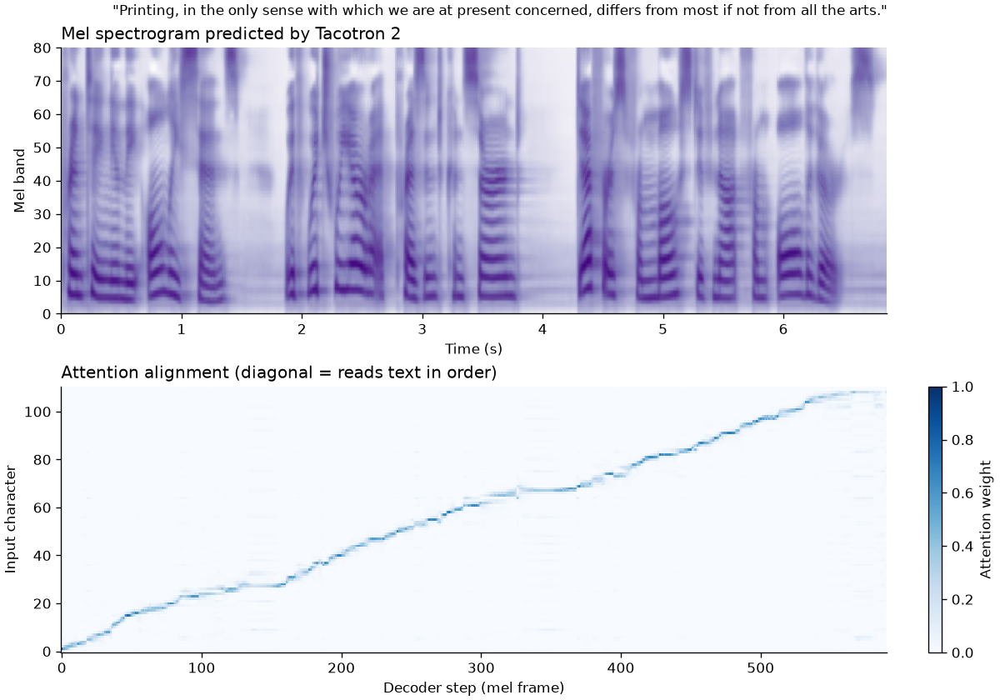 "Printing, in the only sense with which we are at present concerned, differs from most if not from all the arts."
Mel spectrogram predicted by Tacotron 2
80
70
60
50
40
30
20
10
0
Mel band
0 1 2 3 4 5 6
Time (s)
Attention alignment (diagonal = reads text in order)
100
80
60
40
20
0
Input character
0 100 200 300 400 500
Decoder step (mel frame)
1.0
0.8
0.6
0.4
0.2
0.0
Attention weight